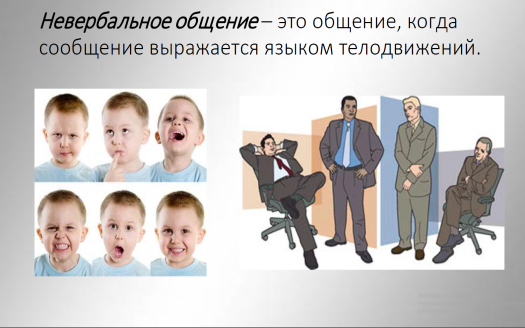 Невербальное общение – это общение, когда
сообщение выражается языком телодвижений.